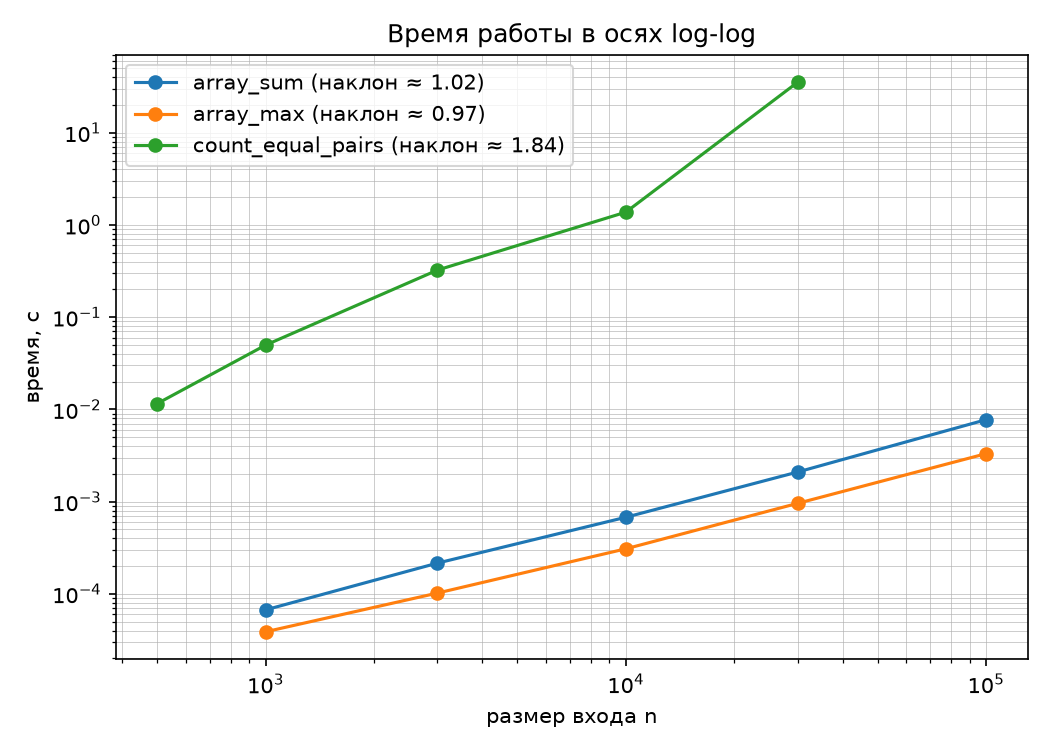 Время работы в осях log-log
array_sum (наклон ≈ 1.02)
array_max (наклон ≈ 0.97)
count_equal_pairs (наклон ≈ 1.84)
10¹
10⁰
10⁻¹
10⁻²
10⁻³
10⁻⁴
время, с
10³
10⁴
10⁵
размер входа n